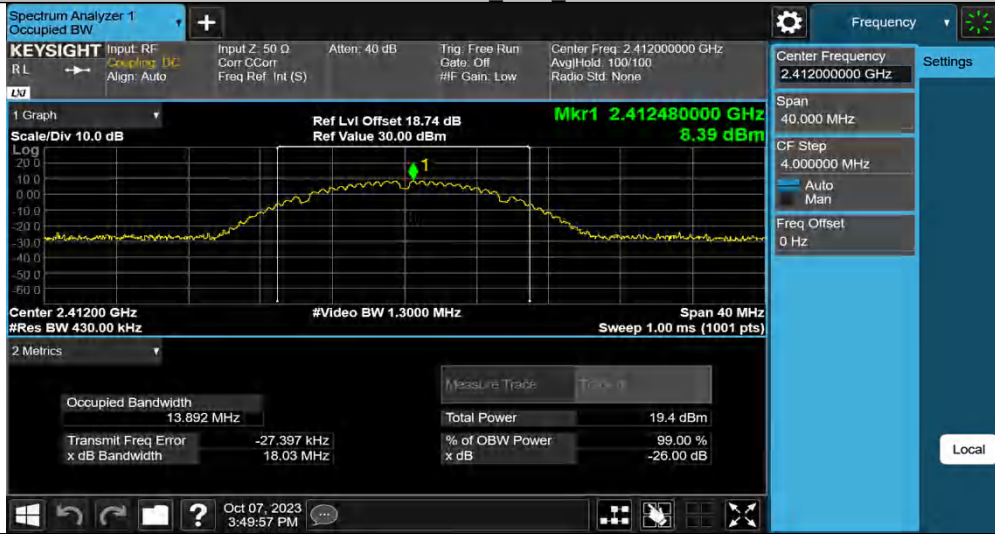 Spectrum Analyzer 1
Occupied BW
Frequency
KEYSIGHT
RL
LXI
Input: RF
Coupling: DC
Align: Auto
Input Z: 50 Ω
Corr CCorr
Freq Ref: Int (S)
Atten: 40 dB
Trig: Free Run
Gate: Off
#IF Gain: Low
Center Freq: 2.412000000 GHz
Avg|Hold: 100/100
Radio Std: None
1 Graph
Scale/Div 10.0 dB
Ref Lvl Offset 18.74 dB
Ref Value 30.00 dBm
Mkr1 2.412480000 GHz
8.39 dBm
Log
20.0
10.0
0.00
-10.0
-20.0
-30.0
-40.0
-50.0
-60.0
1
Center 2.41200 GHz
#Res BW 430.00 kHz
#Video BW 1.3000 MHz
Span 40 MHz
Sweep 1.00 ms (1001 pts)
2 Metrics
Measure Trace
Occupied Bandwidth
13.892 MHz
Transmit Freq Error -27.397 kHz
x dB Bandwidth 18.03 MHz
Total Power 19.4 dBm
% of OBW Power 99.00 %
x dB -26.00 dB
Center Frequency
2.412000000 GHz
Span
40.000 MHz
CF Step
4.000000 MHz
Auto
Man
Freq Offset
0 Hz
Settings
Local
?
Oct 07, 2023
3:49:57 PM